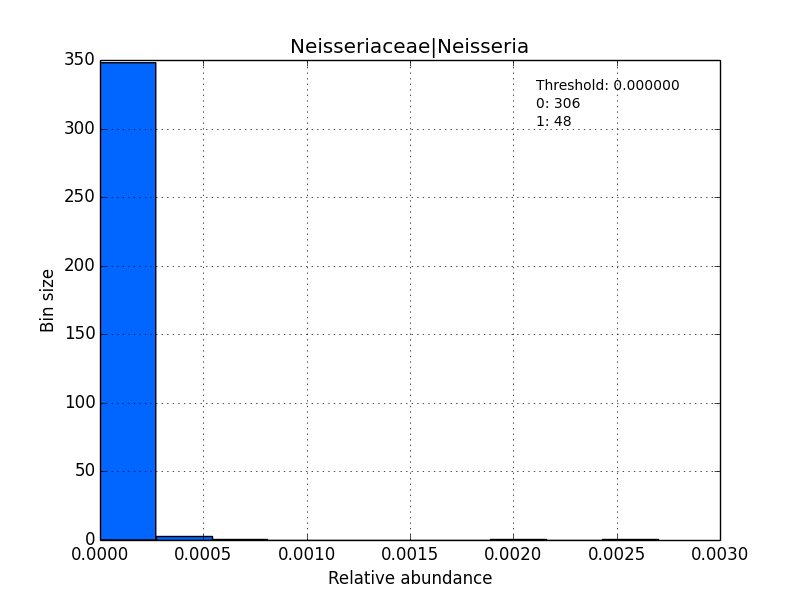 Neisseriaceae|Neisseria
Threshold: 0.000000
0: 306
1: 48
350
300
250
200
150
100
50
0
Bin size
0.0000 0.0005 0.0010 0.0015 0.0020 0.0025 0.0030
Relative abundance